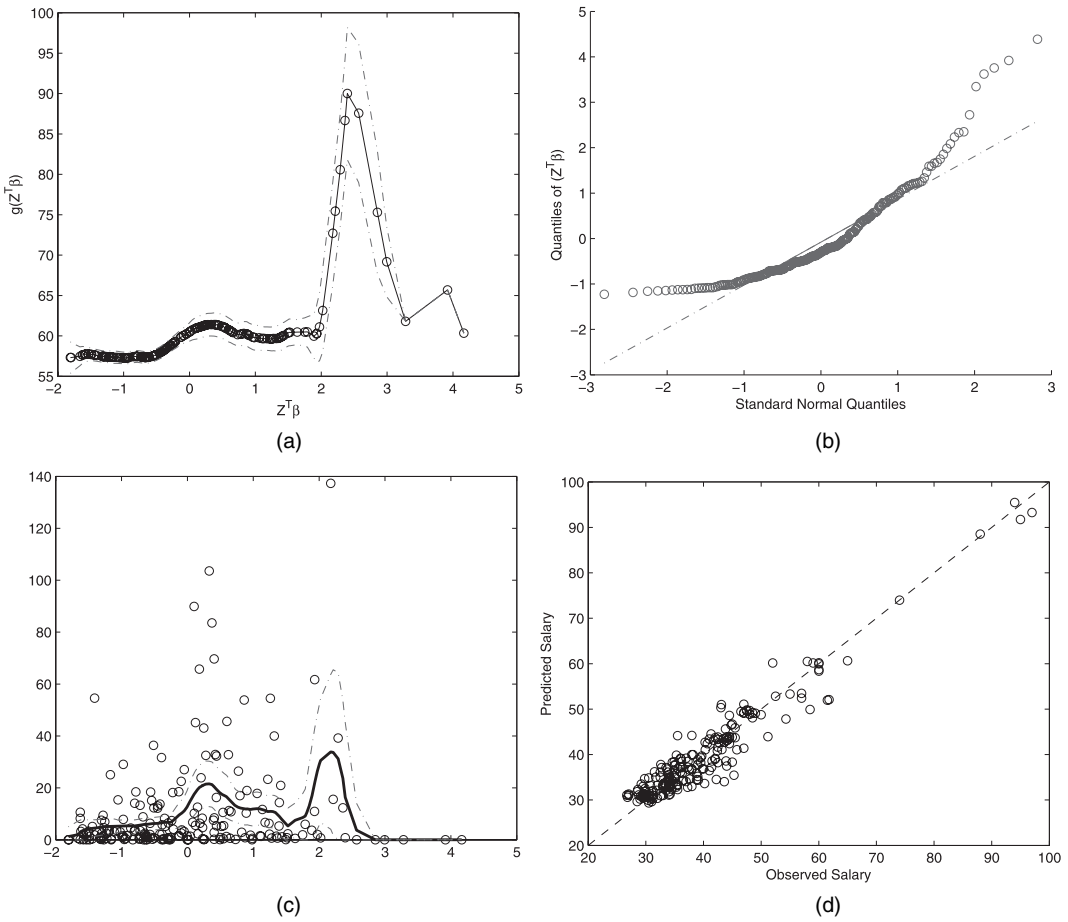 100
95
90
85
80
75
70
65
60
55
g(Z^Tβ)
−2 −1 0 1 2 3 4 5
Z^Tβ
(a)
5
4
3
2
1
0
−1
−2
−3
Quantiles of (Z^Tβ)
−3 −2 −1 0 1 2 3
Standard Normal Quantiles
(b)
140
120
100
80
60
40
20
0
−2 −1 0 1 2 3 4 5
(c)
100
90
80
70
60
50
40
30
20
Predicted Salary
20 30 40 50 60 70 80 90 100
Observed Salary
(d)